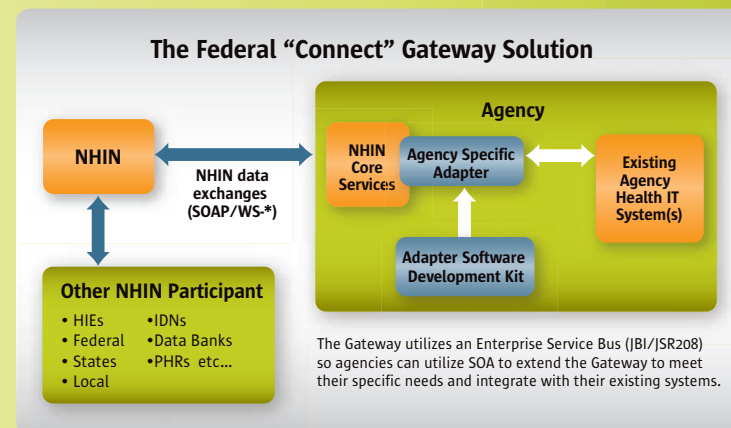 The Federal “Connect” Gateway Solution
NHIN
NHIN data
exchanges
(SOAP/WS-*)
Agency
NHIN
Core
Services
Agency Specific
Adapter
Existing
Agency
Health IT
System(s)
Adapter Software
Development Kit
Other NHIN Participant
• HIEs •IDNs
• Federal •Data Banks
• States •PHRs etc...
• Local
The Gateway utilizes an Enterprise Service Bus (JBI/JSR208)
so agencies can utilize SOA to extend the Gateway to meet
their specific needs and integrate with their existing systems.